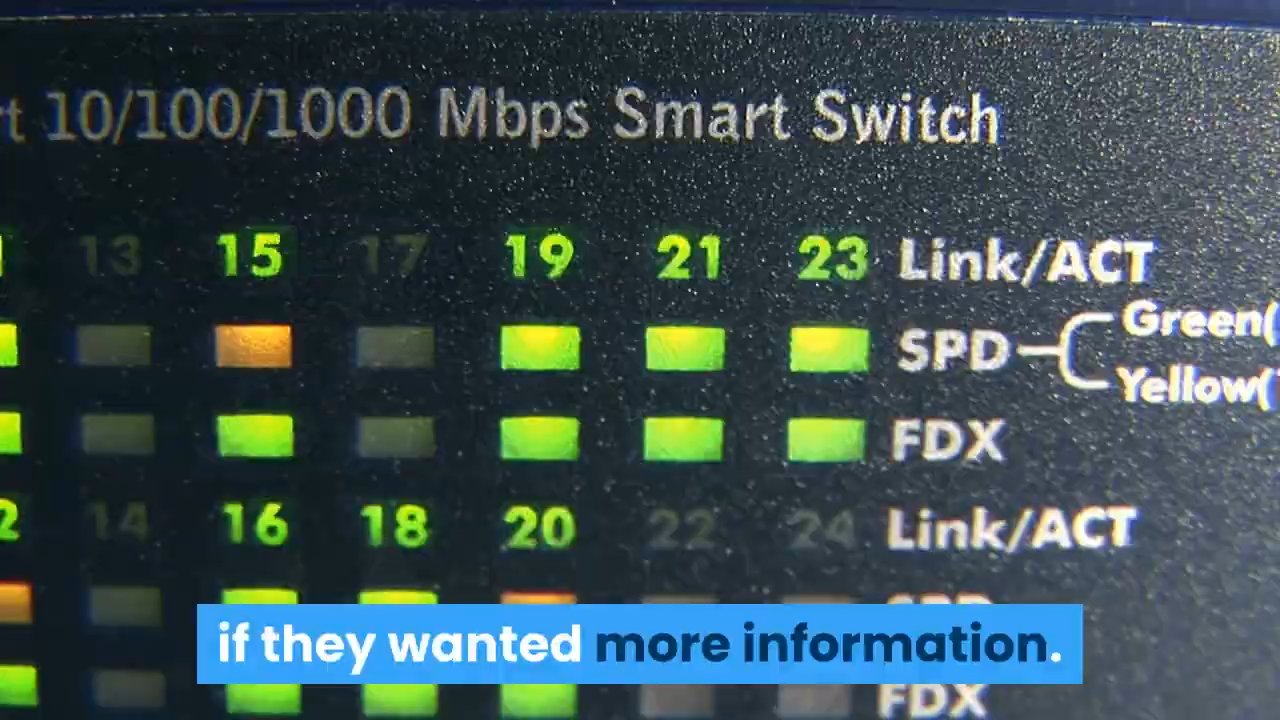 10/100/1000 Mbps Smart Switch
13 15 17 19 21 23 Link/ACT
Green(
SPD
Yellow(
FDX
2 14 16 18 20 22 24 Link/ACT
if they wanted more information.
FDX